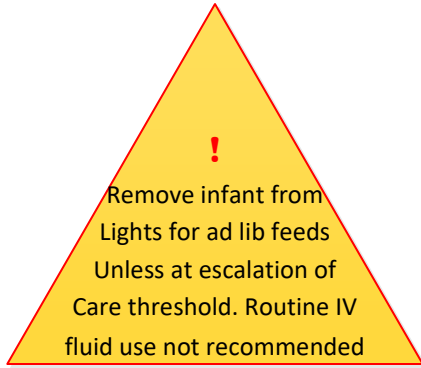 !
Remove infant from
Lights for ad lib feeds
Unless at escalation of
Care threshold. Routine IV
fluid use not recommended